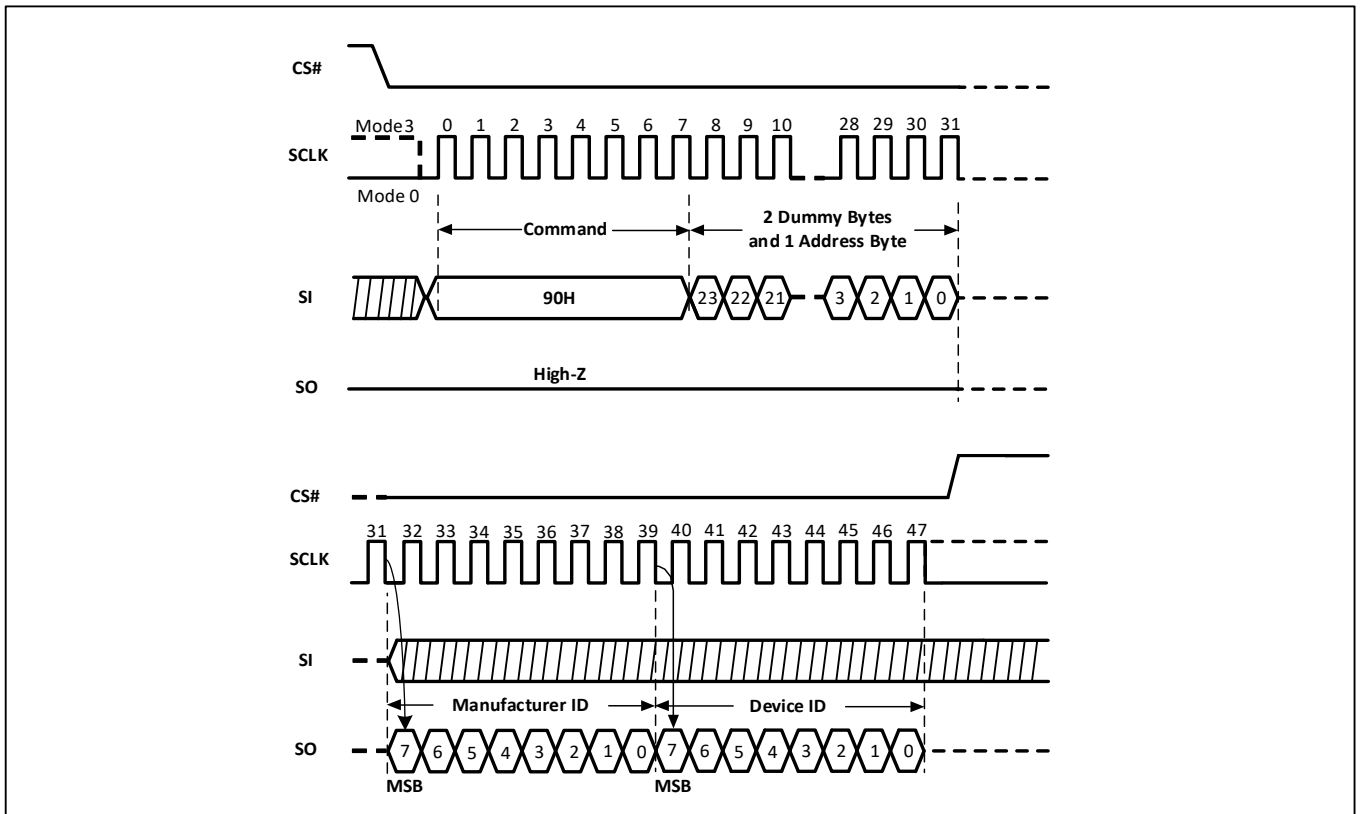 CS#
Mode 3 0 1 2 3 4 5 6 7 8 9 10 28 29 30 31
SCLK
Mode 0
Command
2 Dummy Bytes
and 1 Address Byte
SI 90H 23 22 21 3 2 1 0
High-Z
SO
CS#
31 32 33 34 35 36 37 38 39 40 41 42 43 44 45 46 47
SCLK
SI
Manufacturer ID Device ID
SO 7 6 5 4 3 2 1 0 7 6 5 4 3 2 1 0
MSB MSB